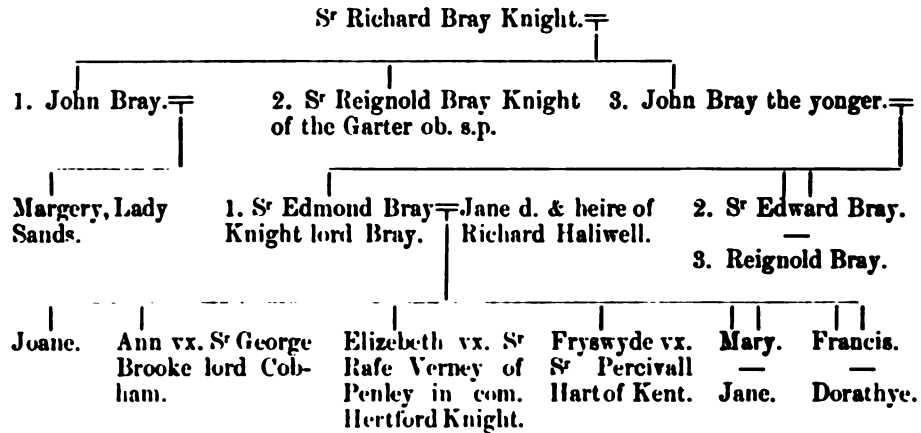 Sr Richard Bray Knight.
1. John Bray.
2. Sr Reignold Bray Knight
of the Garter ob. s.p.
3. John Bray the yonger.
Margery, Lady
Sands.
1. Sr Edmond Bray
Knight lord Bray.
Jane d. & heire of
Richard Haliwell.
2. Sr Edward Bray.
3. Reignold Bray.
Joane.
Ann vx. Sr George
Brooke lord Cob-
ham.
Elizebeth vx. Sr
Rafe Verney of
Penley in com.
Hertford Knight.
Fryswyde vx.
Sr Percivall
Hart of Kent.
Mary.
Jane.
Francis.
Dorathye.